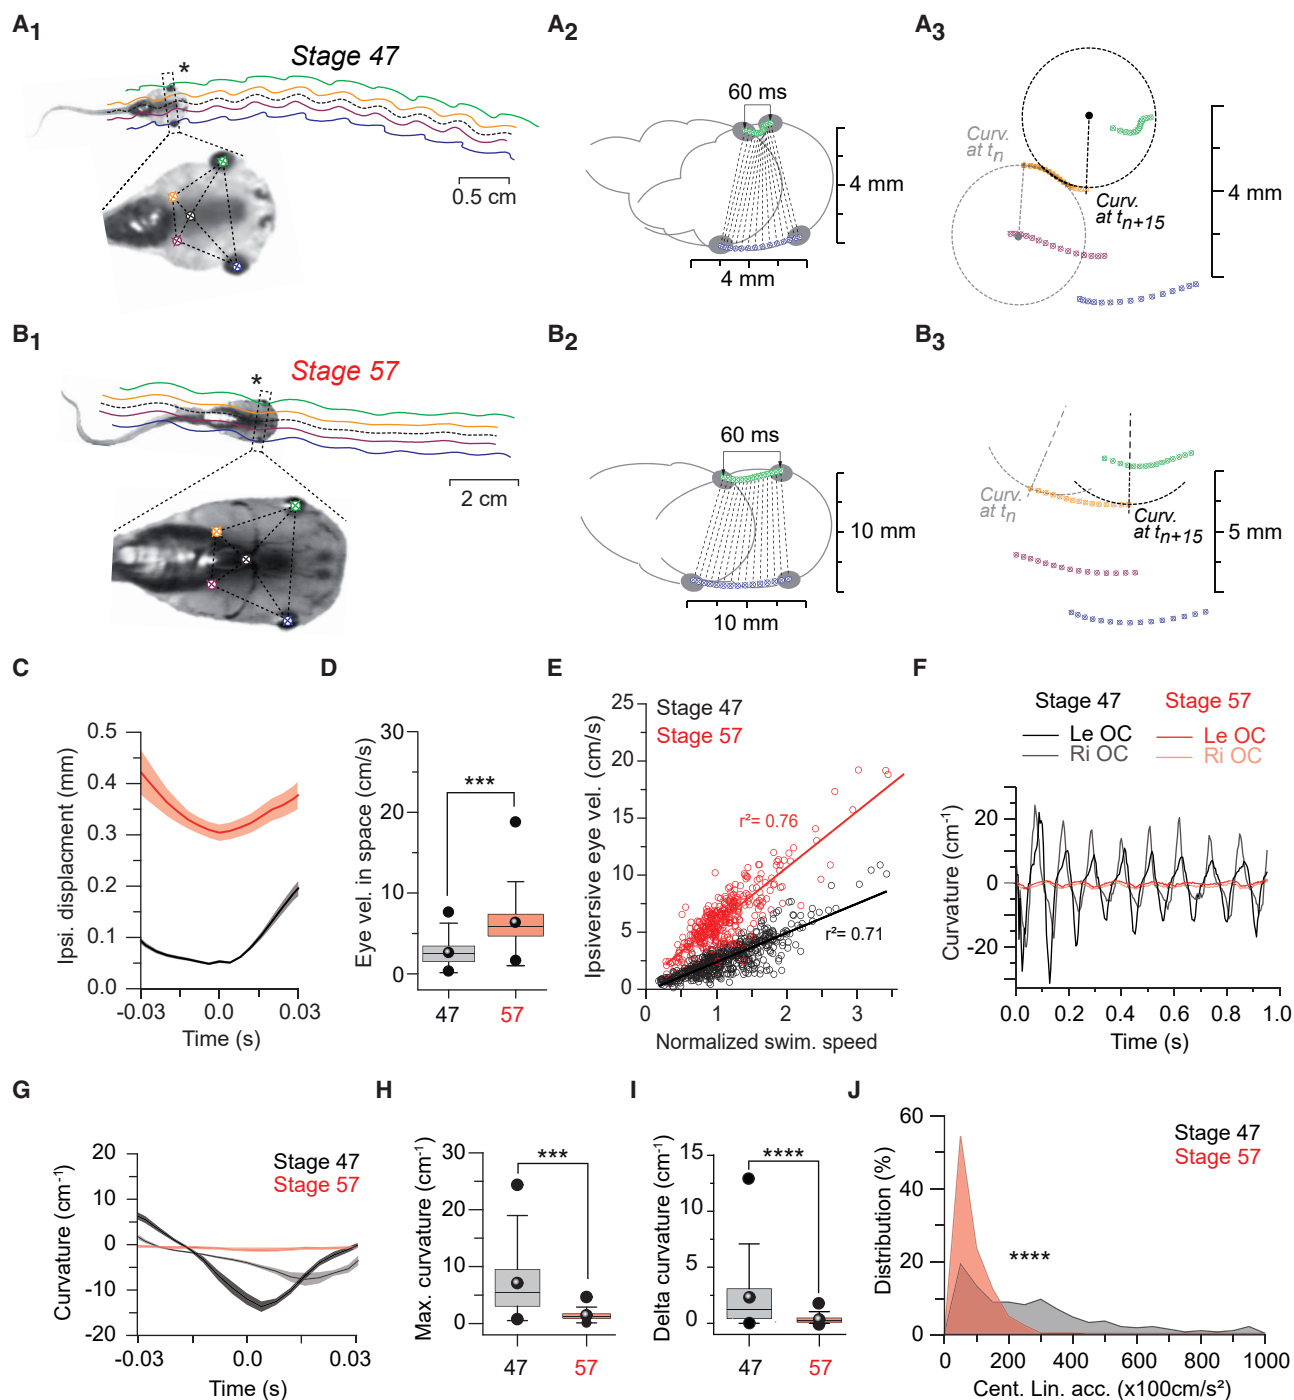 A1
Stage 47
*
0.5 cm
A2
60 ms
4 mm
4 mm
A3
Curv. at tn
Curv. at tn+15
4 mm
B1
Stage 57
*
2 cm
B2
60 ms
10 mm
10 mm
B3
Curv. at tn
Curv. at tn+15
5 mm
C
Ipsi. displacment (mm)
0.5
0.4
0.3
0.2
0.1
0.0
-0.03 0.0 0.03
Time (s)
D
Eye vel. in space (cm/s)
30
20
10
0
***
47 57
E
Ipsiversive eye vel. (cm/s)
25
20
15
10
5
0
Stage 47
Stage 57
r²= 0.76
r²= 0.71
0 1 2 3
Normalized swim. speed
F
Stage 47 Stage 57
Le OC Le OC
Ri OC Ri OC
Curvature (cm-1)
20
0
-20
0.0 0.2 0.4 0.6 0.8 1.0
Time (s)
G
Curvature (cm-1)
20
10
0
-10
-20
Stage 47
Stage 57
-0.03 0.0 0.03
Time (s)
H
Max. curvature (cm-1)
30
20
10
0
***
47 57
I
Delta curvature (cm-1)
15
10
5
0
****
47 57
J
Distribution (%)
60
40
20
0
Stage 47
Stage 57
****
0 200 400 600 800 1000
Cent. Lin. acc. (x100cm/s²)